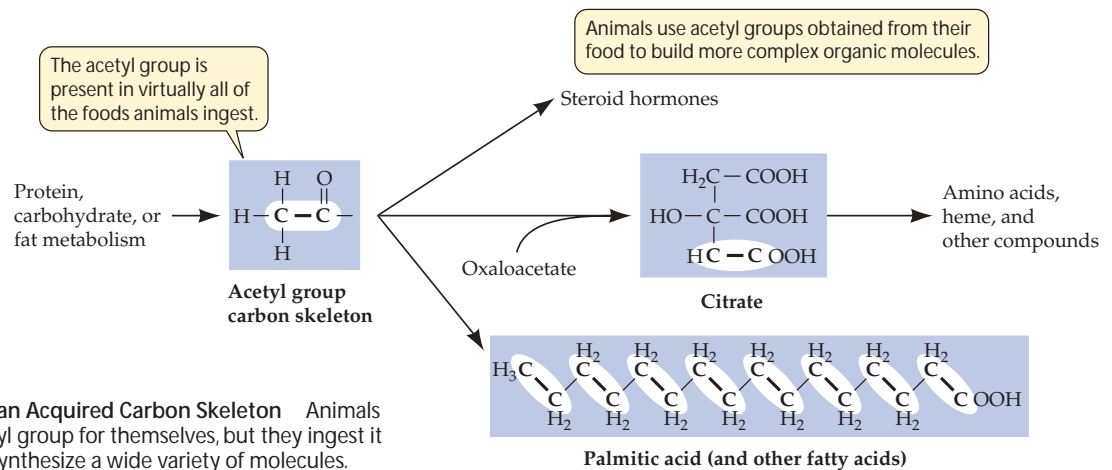 Animals use acetyl groups obtained from their
food to build more complex organic molecules.
The acetyl group is
present in virtually all of
the foods animals ingest.
Steroid hormones
Protein,
carbohydrate, or
fat metabolism
H O
H–C–C–
H
Acetyl group
carbon skeleton
Oxaloacetate
H₂C–COOH
HO–C–COOH
HC–COOH
Citrate
Amino acids,
heme, and
other compounds
H₂ H₂ H₂ H₂ H₂ H₂ H₂
H₃C C C C C C C C
C C C C C C C COOH
H₂ H₂ H₂ H₂ H₂ H₂ H₂
Palmitic acid (and other fatty acids)
an Acquired Carbon Skeleton Animals
yl group for themselves, but they ingest it
ynthesize a wide variety of molecules.